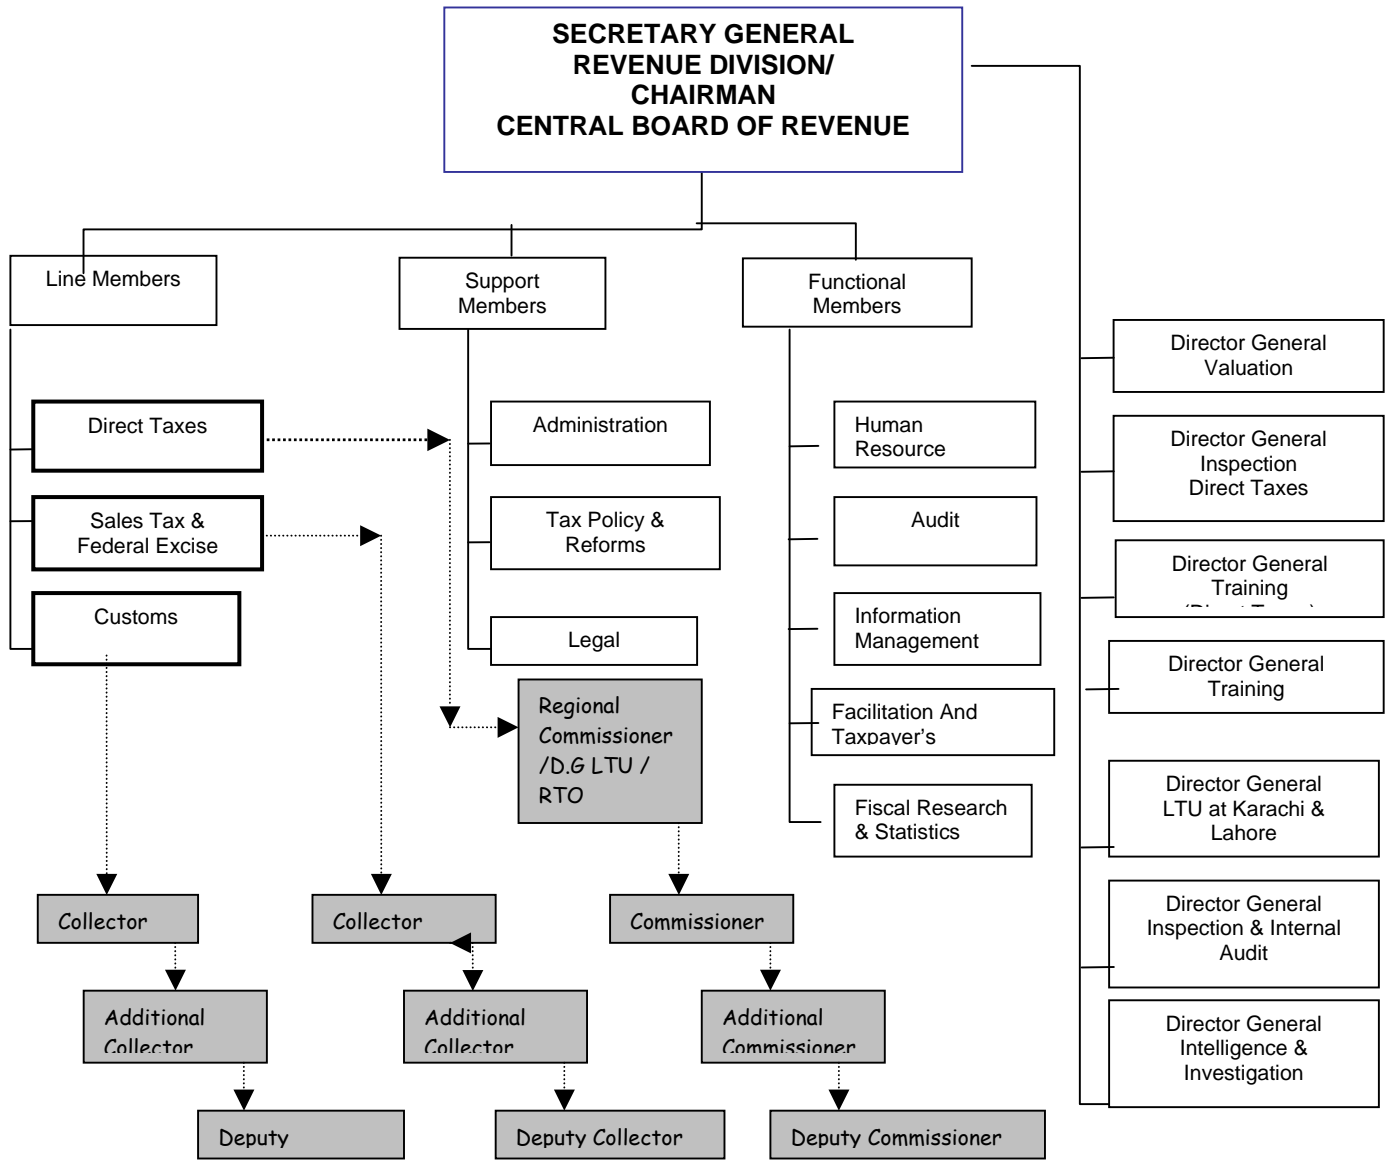 SECRETARY GENERAL
REVENUE DIVISION/
CHAIRMAN
CENTRAL BOARD OF REVENUE
Line Members
Support
Members
Functional
Members
Direct Taxes
Sales Tax &
Federal Excise
Customs
Administration
Tax Policy &
Reforms
Legal
Human
Resource
Audit
Information
Management
Facilitation And
Taxpayer's
Fiscal Research
& Statistics
Director General
Valuation
Director General
Inspection
Direct Taxes
Director General
Training
Director General
Training
Director General
LTU at Karachi &
Lahore
Director General
Inspection & Internal
Audit
Director General
Intelligence &
Investigation
Regional
Commissioner
/D.G LTU /
RTO
Collector
Collector
Commissioner
Additional
Collector
Additional
Collector
Additional
Commissioner
Deputy
Deputy Collector
Deputy Commissioner